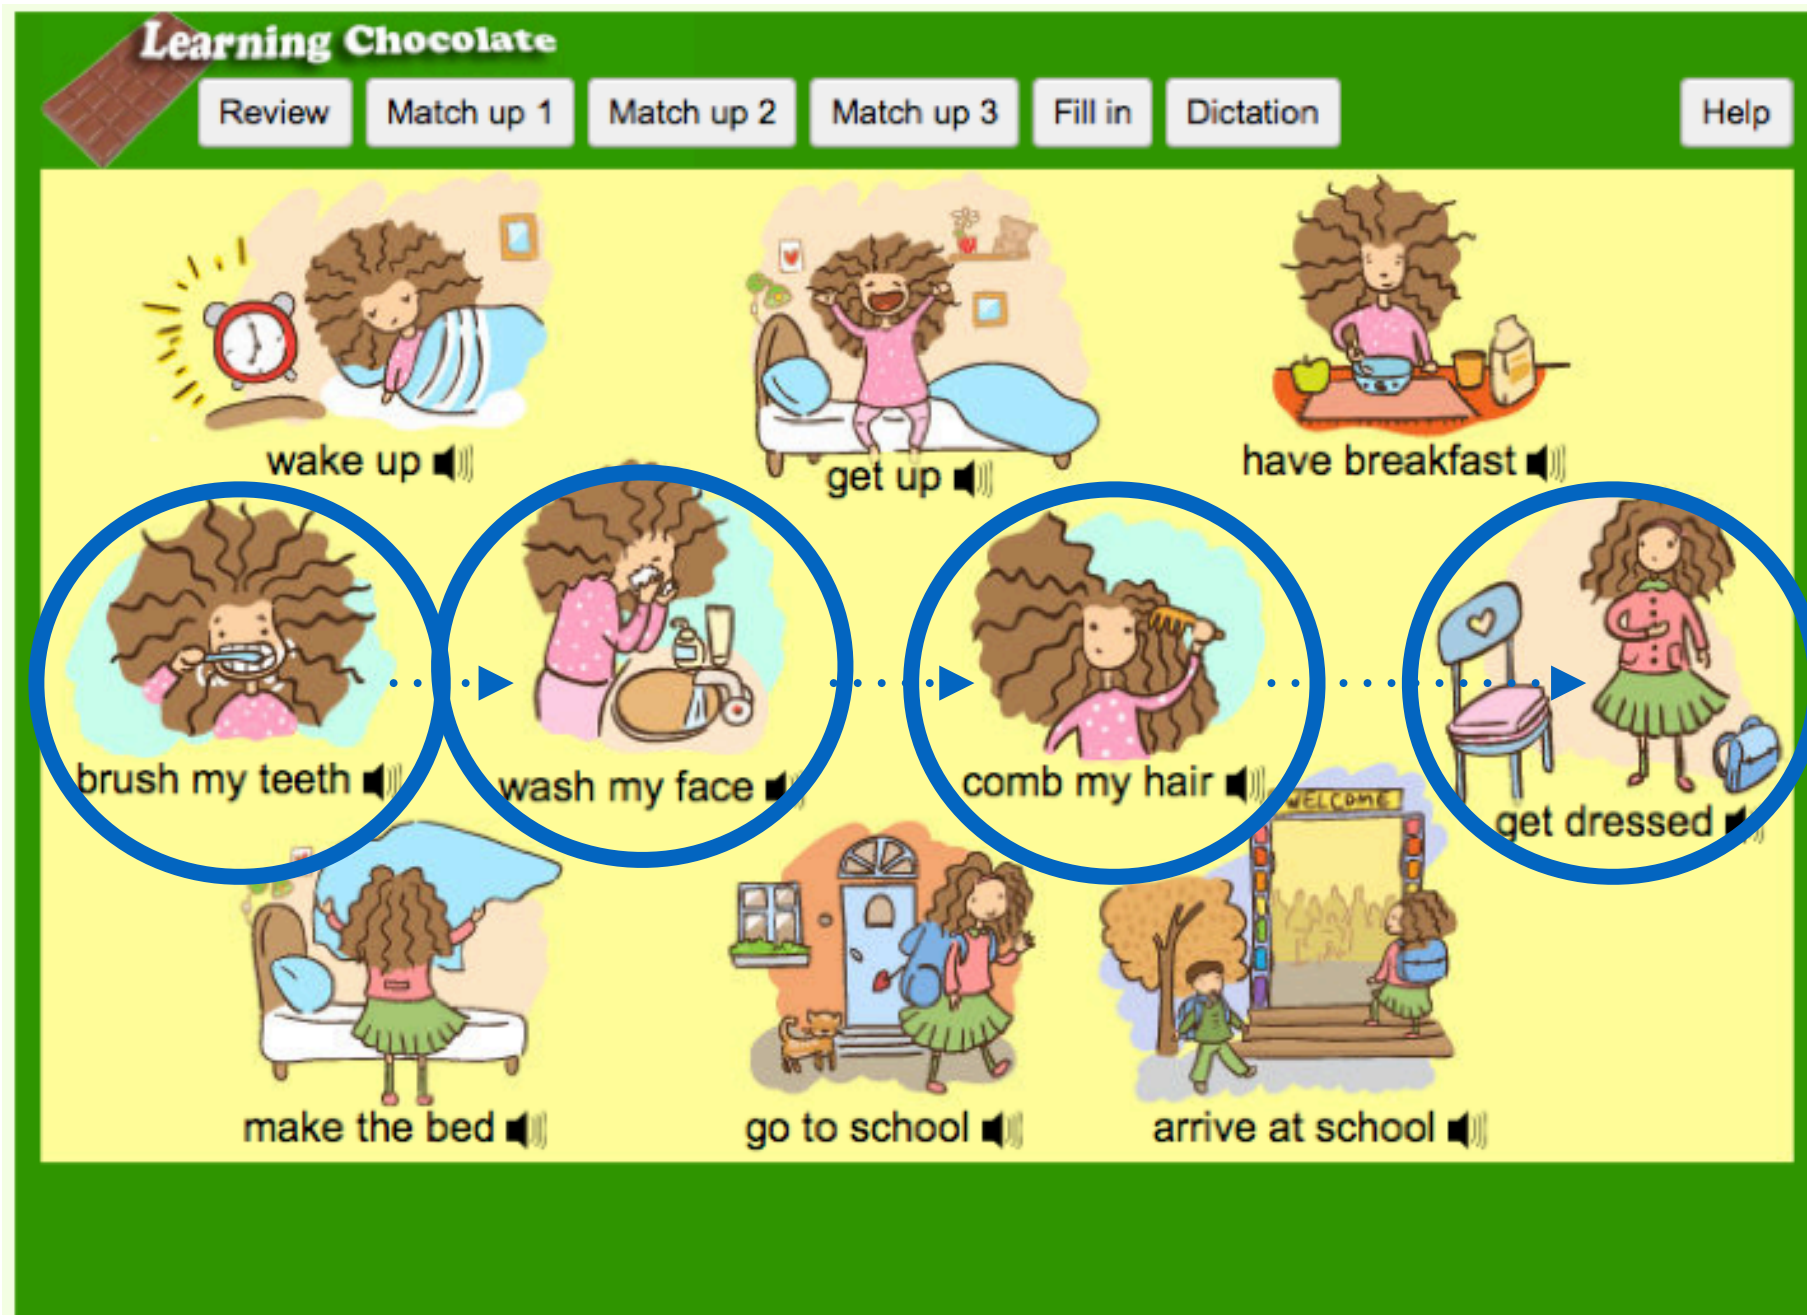 Learning Chocolate
Review Match up 1 Match up 2 Match up 3 Fill in Dictation Help
wake up
get up
have breakfast
brush my teeth
wash my face
comb my hair
get dressed
WELCOME
make the bed
go to school
arrive at school